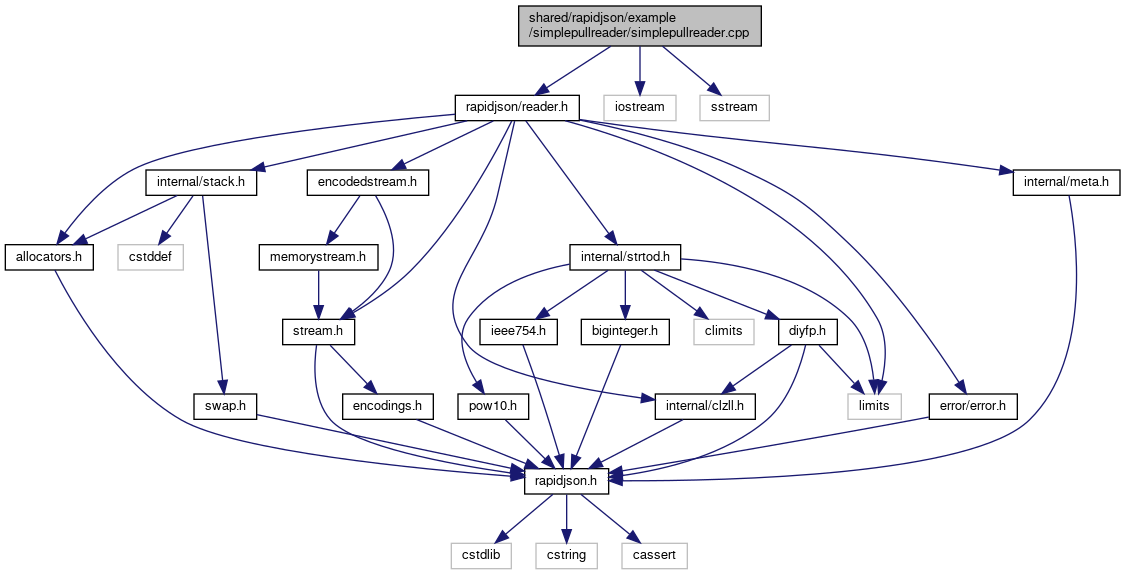 shared/rapidjson/example
/simplepullreader/simplepullreader.cpp
rapidjson/reader.h
iostream
sstream
internal/stack.h
encodedstream.h
internal/meta.h
allocators.h
cstddef
memorystream.h
internal/strtod.h
stream.h
ieee754.h
biginteger.h
climits
diyfp.h
swap.h
encodings.h
pow10.h
internal/clzll.h
limits
error/error.h
rapidjson.h
cstdlib
cstring
cassert